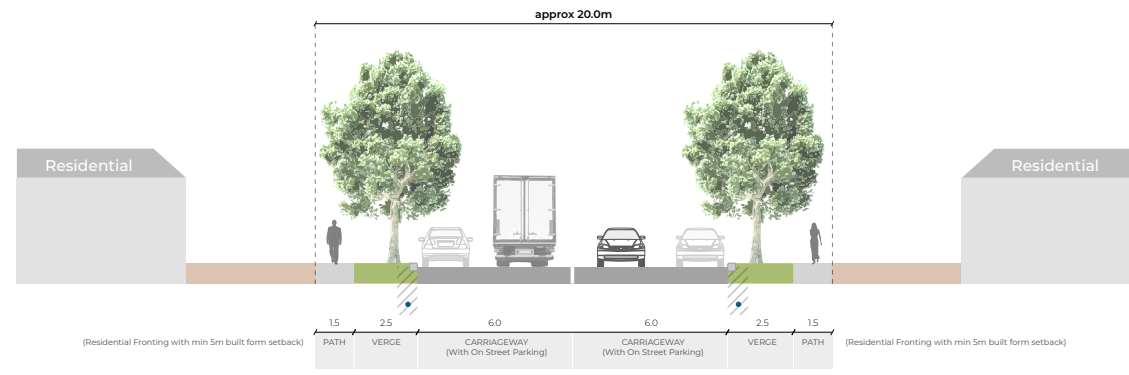 approx 20.0m
Residential
Residential
1.5
2.5
6.0
6.0
2.5
1.5
(Residential Fronting with min 5m built form setback)
PATH
VERGE
CARRIAGEWAY
(With On Street Parking)
CARRIAGEWAY
(With On Street Parking)
VERGE
PATH
(Residential Fronting with min 5m built form setback)